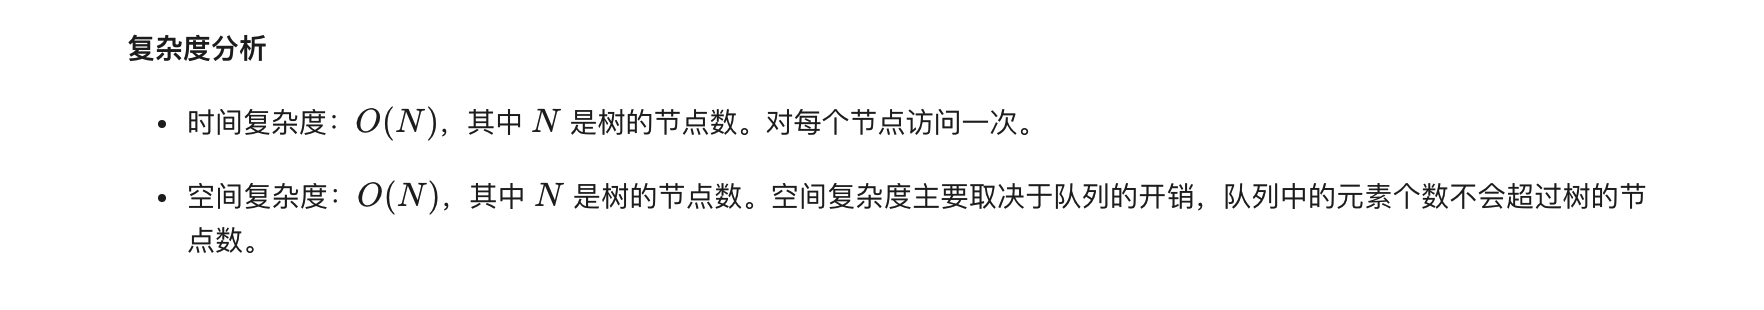 复杂度分析
• 时间复杂度：O(N)，其中 N 是树的节点数。对每个节点访问一次。
• 空间复杂度：O(N)，其中 N 是树的节点数。空间复杂度主要取决于队列的开销，队列中的元素个数不会超过树的节
点数。